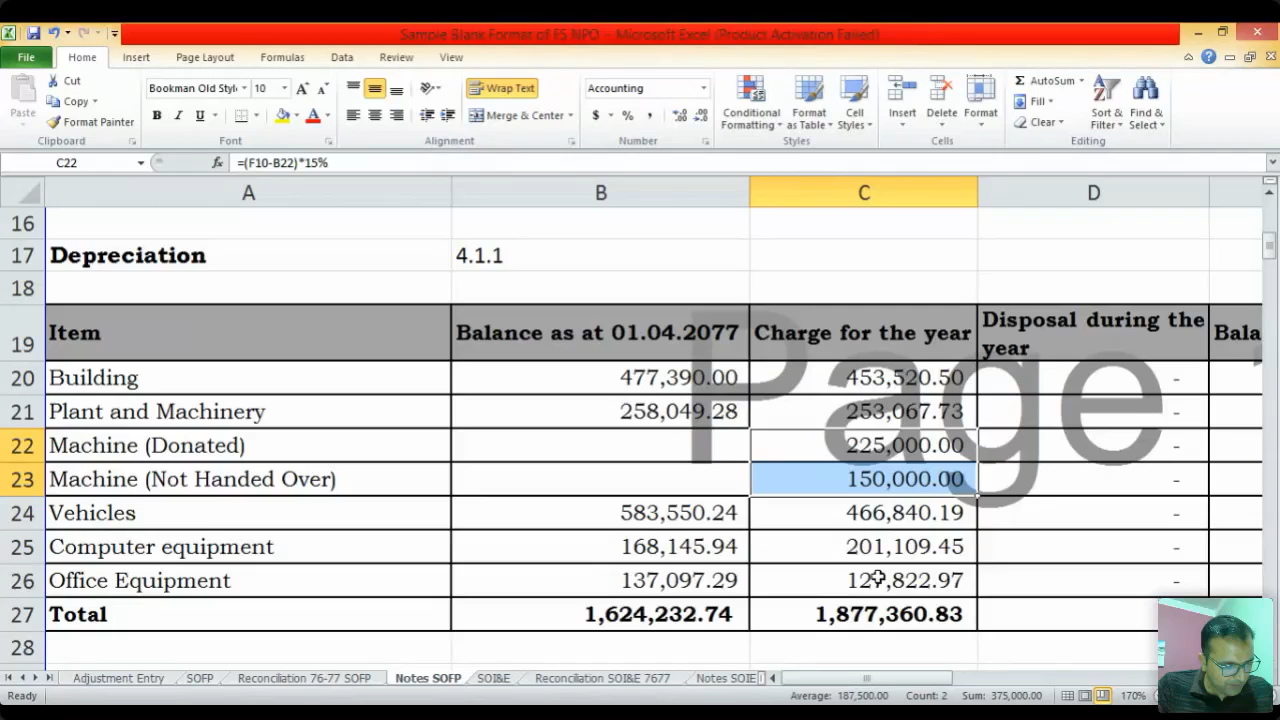 Sample Blank Format of FS NPO - Microsoft Excel (Product Activation Failed)
File Home Insert Page Layout Formulas Data Review View
Cut
Copy
Format Painter
Paste
Clipboard
Bookman Old Styl 10
B I U
Font
Wrap Text
Merge & Center
Alignment
Accounting
$ % ,
Number
Conditional Formatting
Format as Table
Cell Styles
Styles
Insert Delete Format
Cells
Σ AutoSum
Fill
Clear
Sort & Filter
Find & Select
Editing
C22 fx =(F10-B22)*15%
A B C D
16
17 Depreciation 4.1.1
18
19 Item Balance as at 01.04.2077 Charge for the year Disposal during the year Bala
20 Building 477,390.00 453,520.50 -
21 Plant and Machinery 258,049.28 253,067.73 -
22 Machine (Donated) 225,000.00 -
23 Machine (Not Handed Over) 150,000.00 -
24 Vehicles 583,550.24 466,840.19 -
25 Computer equipment 168,145.94 201,109.45 -
26 Office Equipment 137,097.29 ,822.97 -
27 Total 1,624,232.74 1,877,360.83
28
Page
Adjustment Entry SOFP Reconciliation 76-77 SOFP Notes SOFP SOI&E Reconciliation SOI&E 7677 Notes SOIE
Ready Average: 187,500.00 Count: 2 Sum: 375,000.00 170%